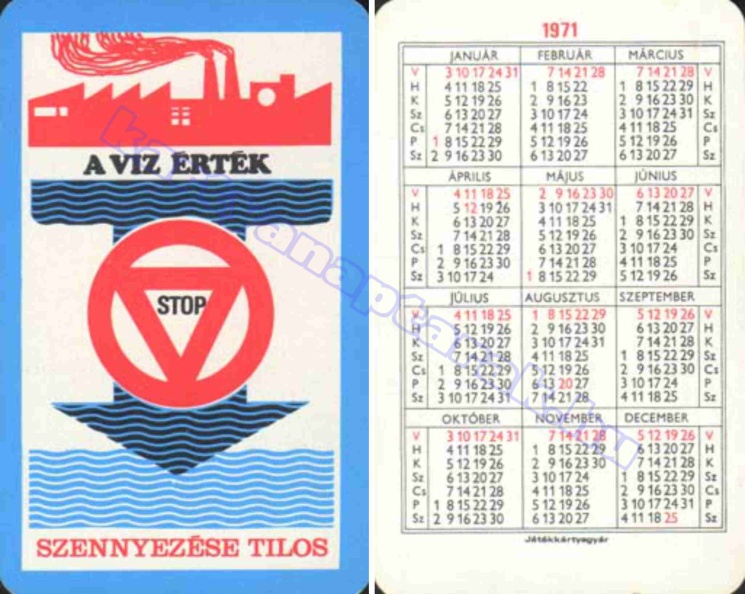 A VIZ ÉRTÉK
STOP
SZENNYEZÉSE TILOS
1971
JANUÁR FEBRUÁR MÁRCIUS
V 3 10 17 24 31 7 14 21 28 7 14 21 28 V
H 4 11 18 25 1 8 15 22 1 8 15 22 29 H
K 5 12 19 26 2 9 16 23 2 9 16 23 30 K
Sz 6 13 20 27 3 10 17 24 3 10 17 24 31 Sz
Cs 7 14 21 28 4 11 18 25 4 11 18 25 Cs
P 1 8 15 22 29 5 12 19 26 5 12 19 26 P
Sz 2 9 16 23 30 6 13 20 27 6 13 20 27 Sz
ÁPRILIS MÁJUS JÚNIUS
V 4 11 18 25 2 9 16 23 30 6 13 20 27 V
H 5 12 19 26 3 10 17 24 31 7 14 21 28 H
K 6 13 20 27 4 11 18 25 1 8 15 22 29 K
Sz 7 14 21 28 5 12 19 26 2 9 16 23 30 Sz
Cs 1 8 15 22 29 6 13 20 27 3 10 17 24 Cs
P 2 9 16 23 30 7 14 21 28 4 11 18 25 P
Sz 3 10 17 24 1 8 15 22 29 5 12 19 26 Sz
JÚLIUS AUGUSZTUS SZEPTEMBER
V 4 11 18 25 1 8 15 22 29 5 12 19 26 V
H 5 12 19 26 2 9 16 23 30 6 13 20 27 H
K 6 13 20 27 3 10 17 24 31 7 14 21 28 K
Sz 7 14 21 28 4 11 18 25 1 8 15 22 29 Sz
Cs 1 8 15 22 29 5 12 19 26 2 9 16 23 30 Cs
P 2 9 16 23 30 6 13 20 27 3 10 17 24 P
Sz 3 10 17 24 31 7 14 21 28 4 11 18 25 Sz
OKTÓBER NOVEMBER DECEMBER
V 3 10 17 24 31 7 14 21 28 5 12 19 26 V
H 4 11 18 25 1 8 15 22 29 6 13 20 27 H
K 5 12 19 26 2 9 16 23 30 7 14 21 28 K
Sz 6 13 20 27 3 10 17 24 1 8 15 22 29 Sz
Cs 7 14 21 28 4 11 18 25 2 9 16 23 30 Cs
P 1 8 15 22 29 5 12 19 26 3 10 17 24 31 P
Sz 2 9 16 23 30 6 13 20 27 4 11 18 25 Sz
Játékkártyagyár